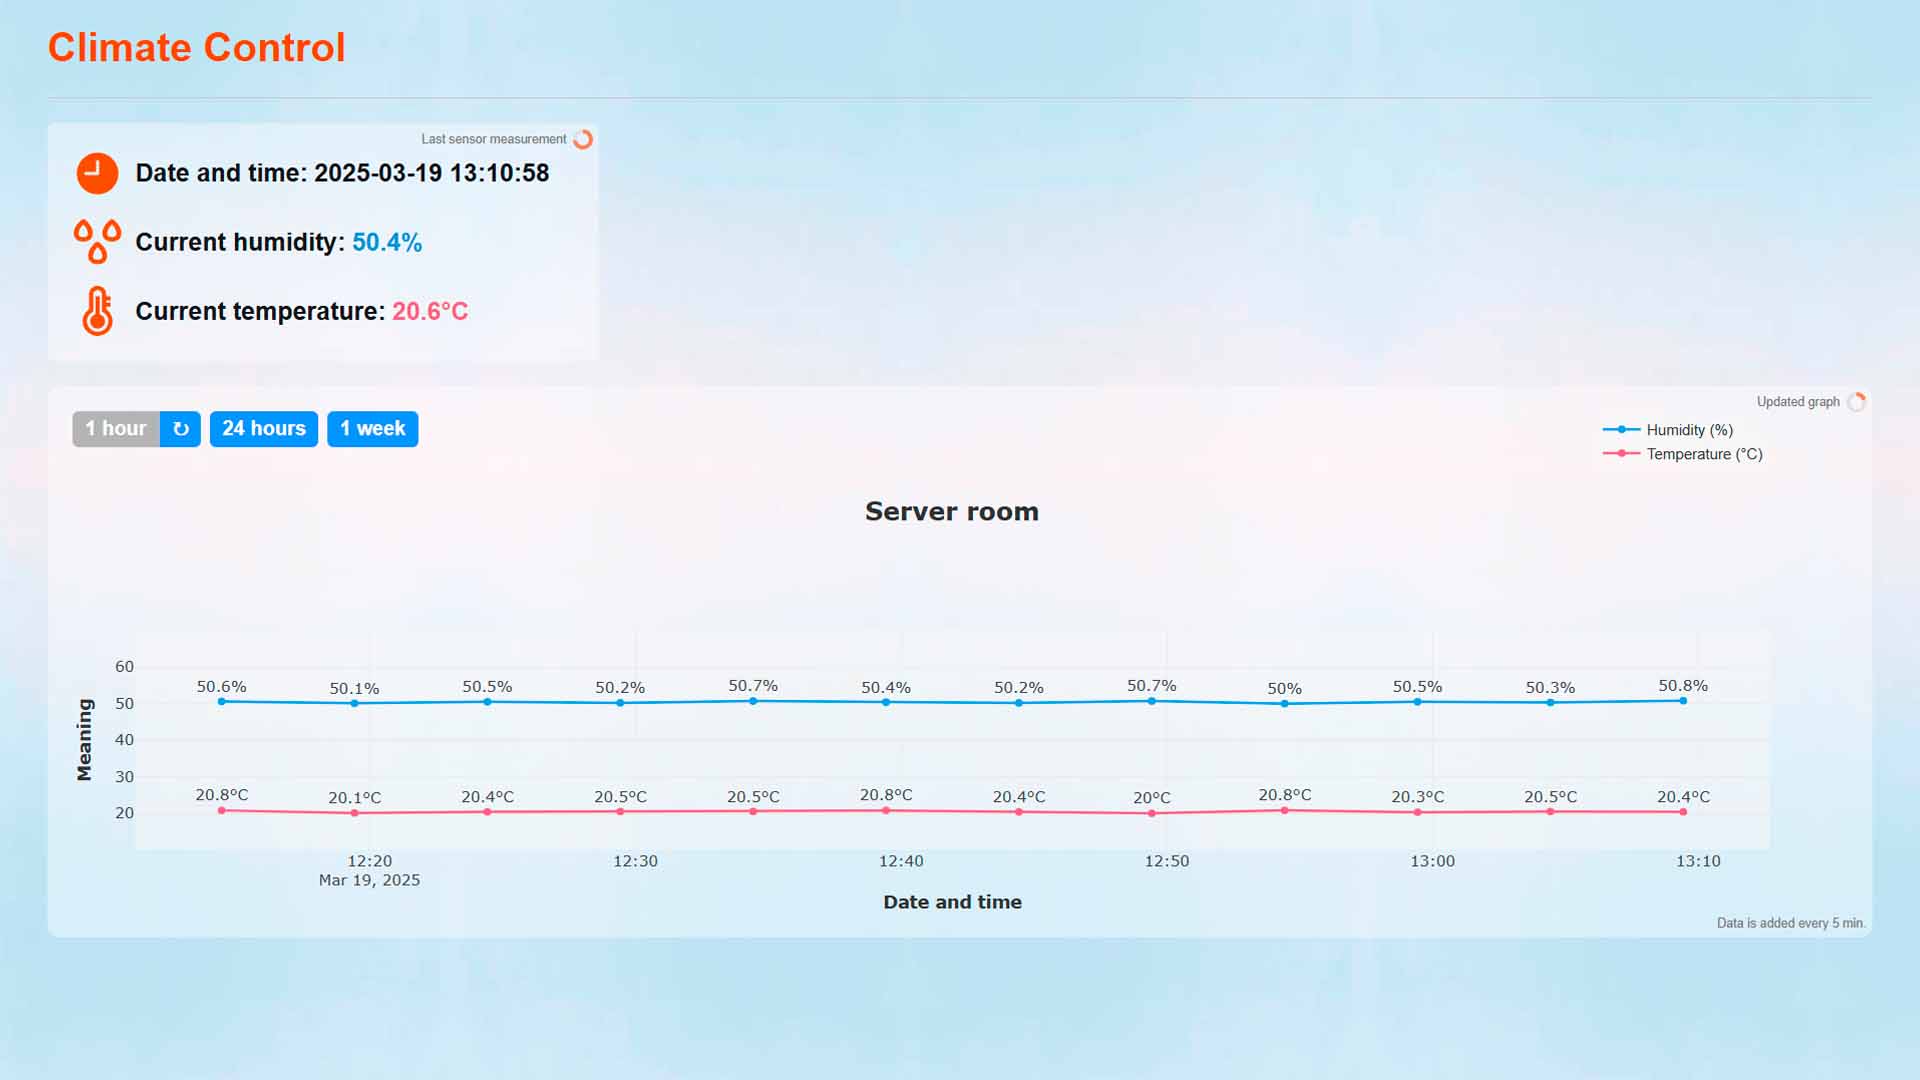 Climate Control
Last sensor measurement
Date and time: 2025-03-19 13:10:58
Current humidity: 50.4%
Current temperature: 20.6°C
Updated graph
1 hour ↻ 24 hours 1 week
Humidity (%)
Temperature (°C)
Server room
60
50.6% 50.1% 50.5% 50.2% 50.7% 50.4% 50.2% 50.7% 50% 50.5% 50.3% 50.8%
50
Meaning
40
30
20.8°C 20.1°C 20.4°C 20.5°C 20.5°C 20.8°C 20.4°C 20°C 20.8°C 20.3°C 20.5°C 20.4°C
20
12:20 12:30 12:40 12:50 13:00 13:10
Mar 19, 2025
Date and time
Data is added every 5 min.